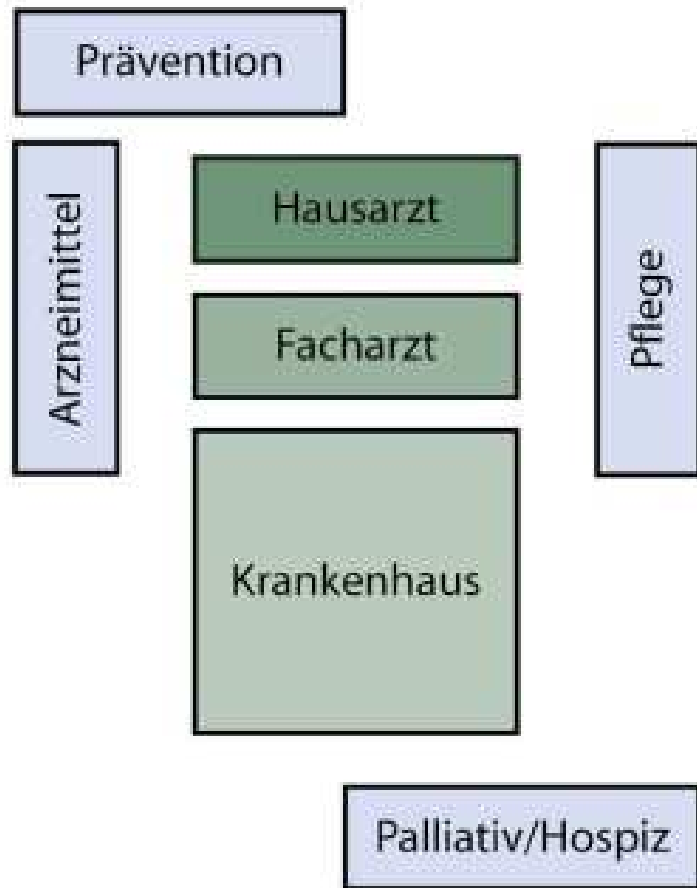 Prävention
Arzneimittel
Hausarzt
Pflege
Facharzt
Krankenhaus
Palliativ/Hospiz